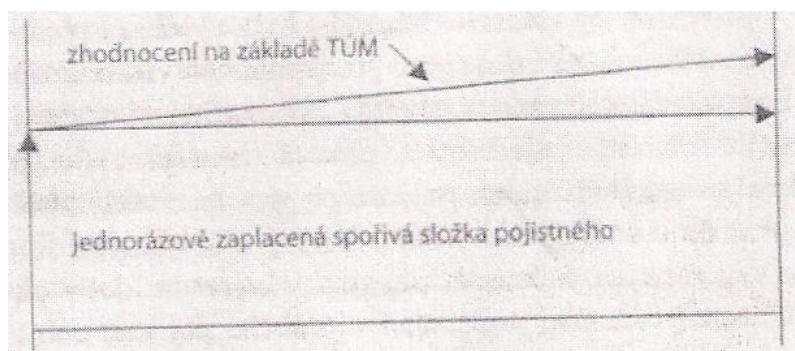 zhodnocení na základě TUM
Jednorázově zaplacená spořivá složka pojistného